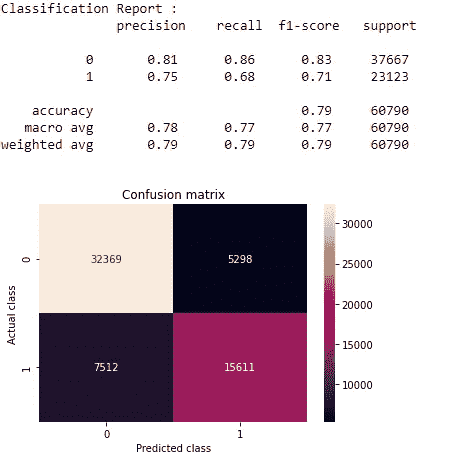 Classification Report :
precision recall f1-score support
0 0.81 0.86 0.83 37667
1 0.75 0.68 0.71 23123
accuracy 0.79 60790
macro avg 0.78 0.77 0.77 60790
weighted avg 0.79 0.79 0.79 60790
Confusion matrix
Actual class
0 32369 5298
1 7512 15611
0 1
Predicted class
30000
25000
20000
15000
10000